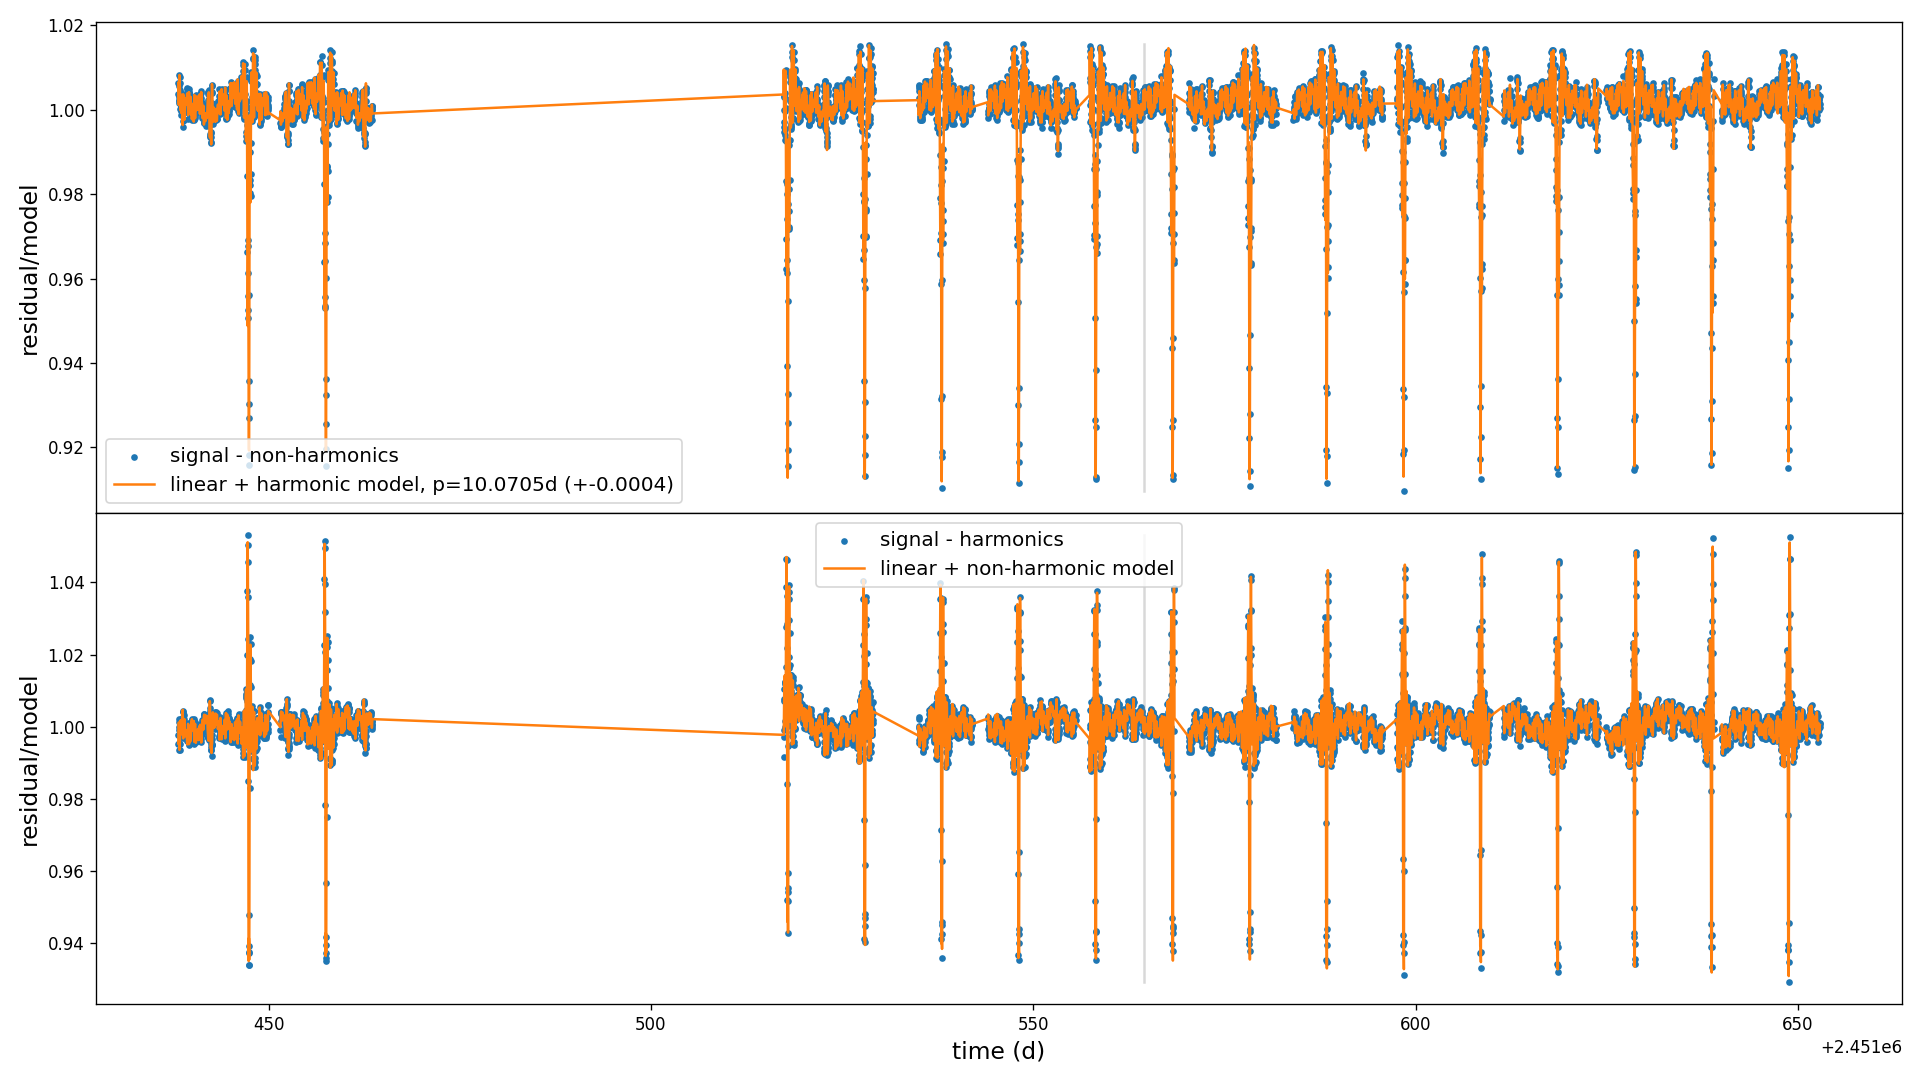 1.02
1.00
0.98
0.96
0.94
0.92
residual/model
signal - non-harmonics
linear + harmonic model, p=10.0705d (+-0.0004)
signal - harmonics
linear + non-harmonic model
1.04
1.02
1.00
0.98
0.96
0.94
residual/model
450
500
550
600
650
time (d)
+2.451e6